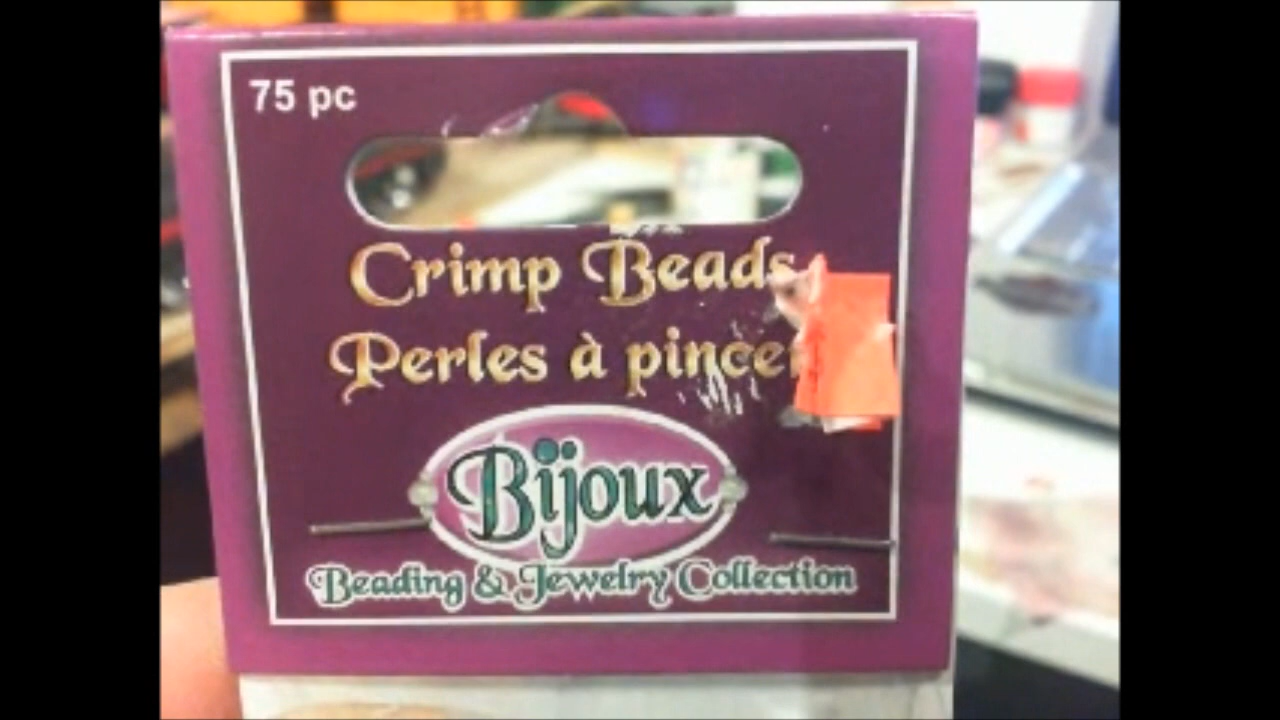 75 pc
Crimp Beads
Perles à pincer
Bijoux
Beading & Jewelry Collection